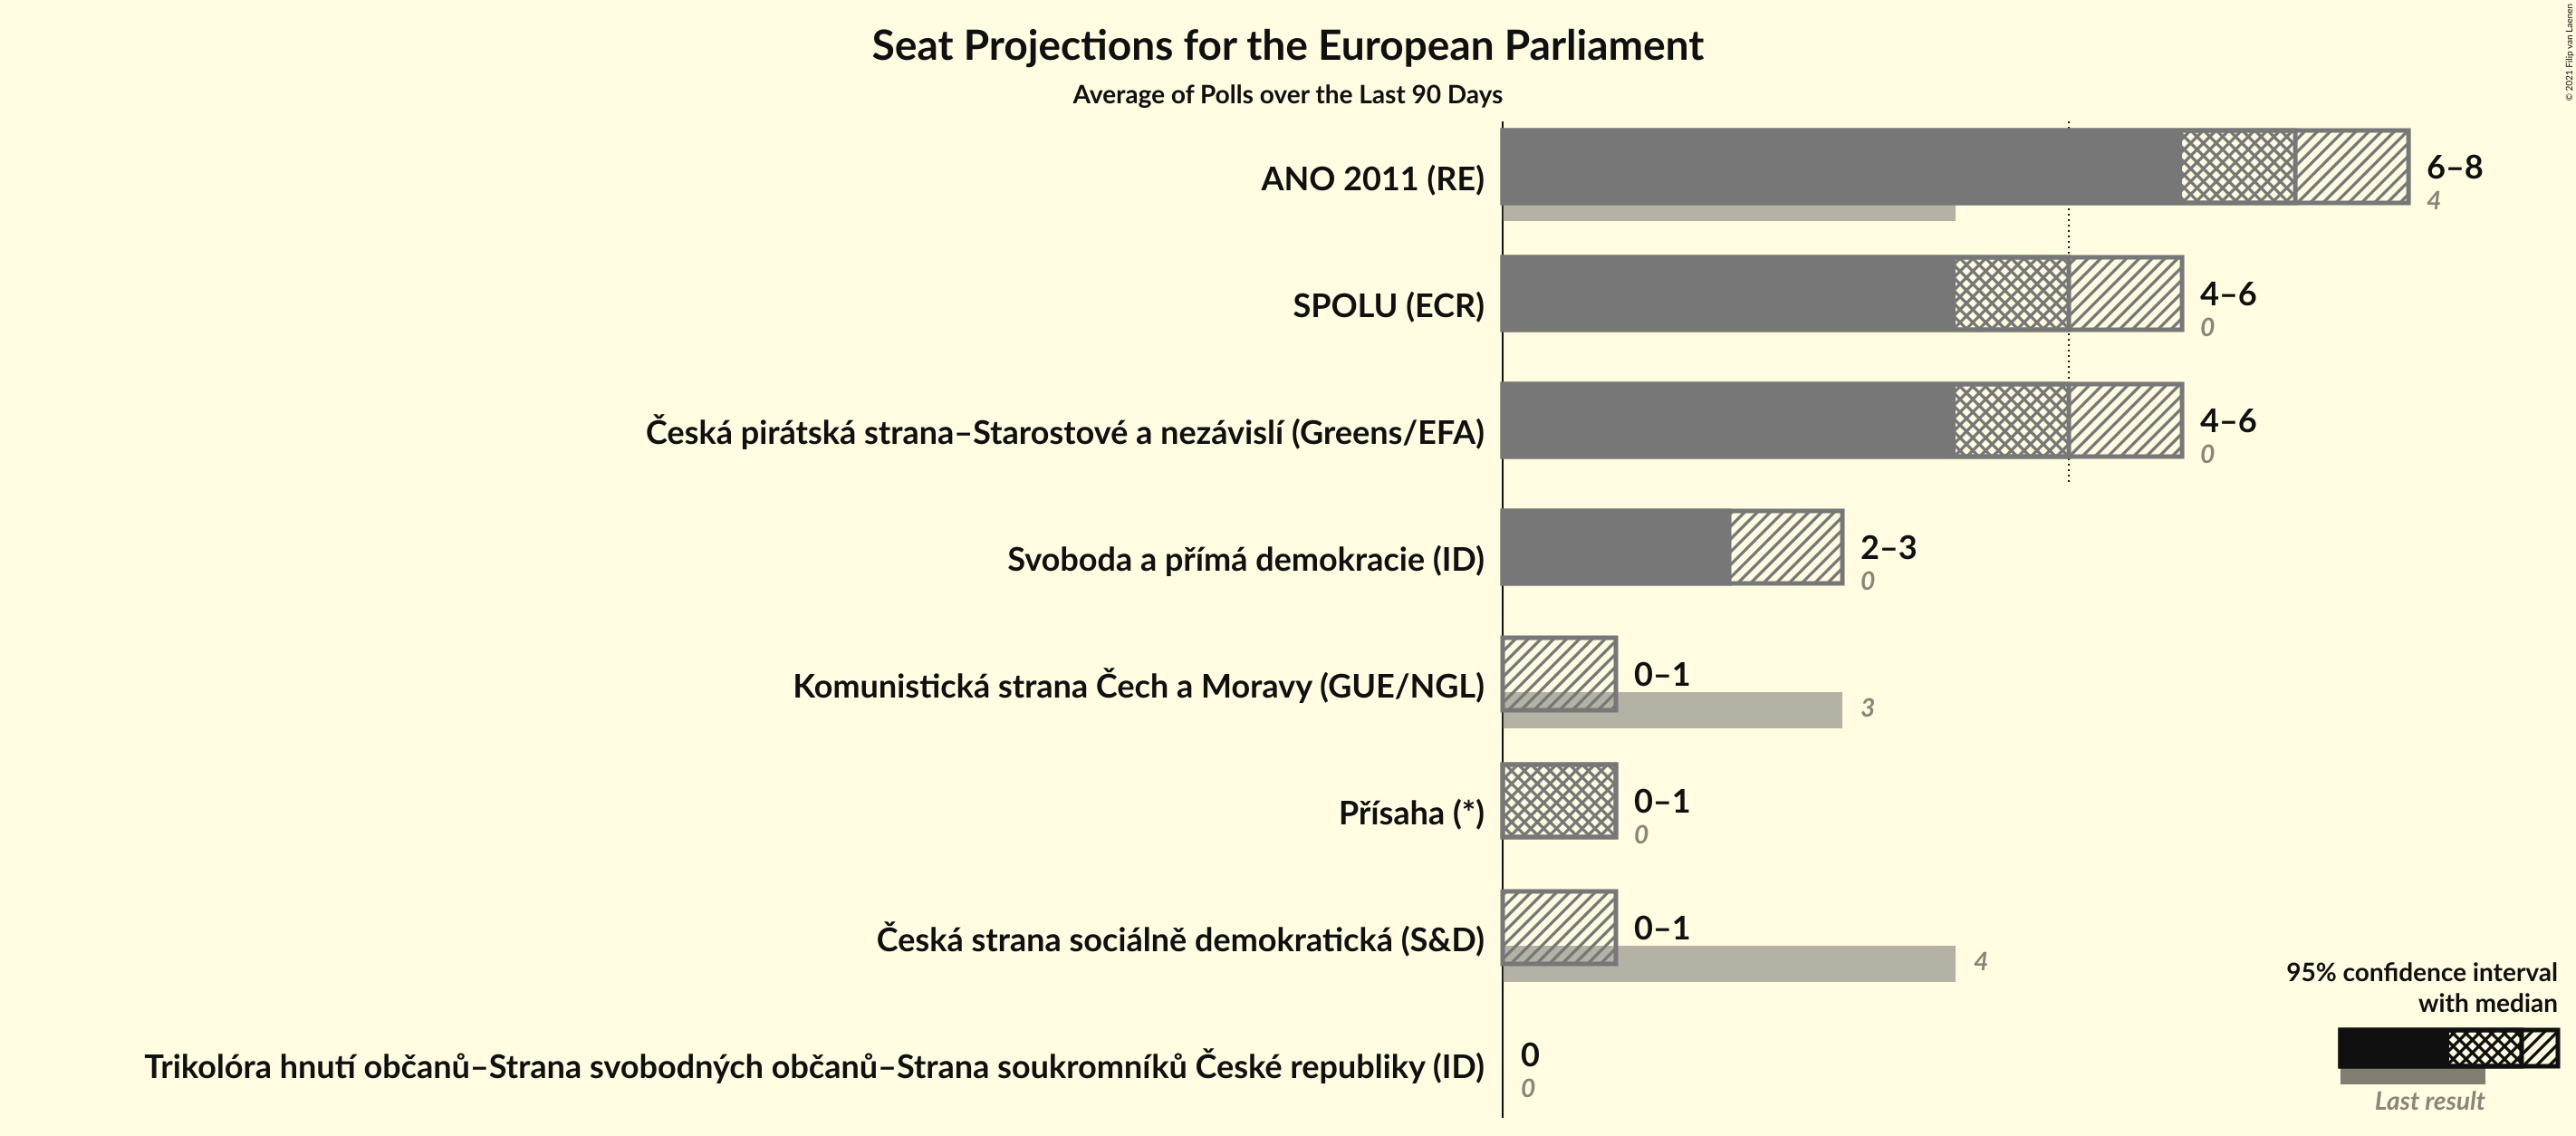 Seat Projections for the European Parliament
Average of Polls over the Last 90 Days
© 2021 Filip van Laenen
ANO 2011 (RE)
6–8
4
SPOLU (ECR)
4–6
0
Česká pirátská strana–Starostové a nezávislí (Greens/EFA)
4–6
0
Svoboda a přímá demokracie (ID)
2–3
0
Komunistická strana Čech a Moravy (GUE/NGL)
0–1
3
Přísaha (*)
0–1
0
Česká strana sociálně demokratická (S&D)
0–1
4
Trikolóra hnutí občanů–Strana svobodných občanů–Strana soukromníků České republiky (ID)
0
0
95% confidence interval
with median
Last result